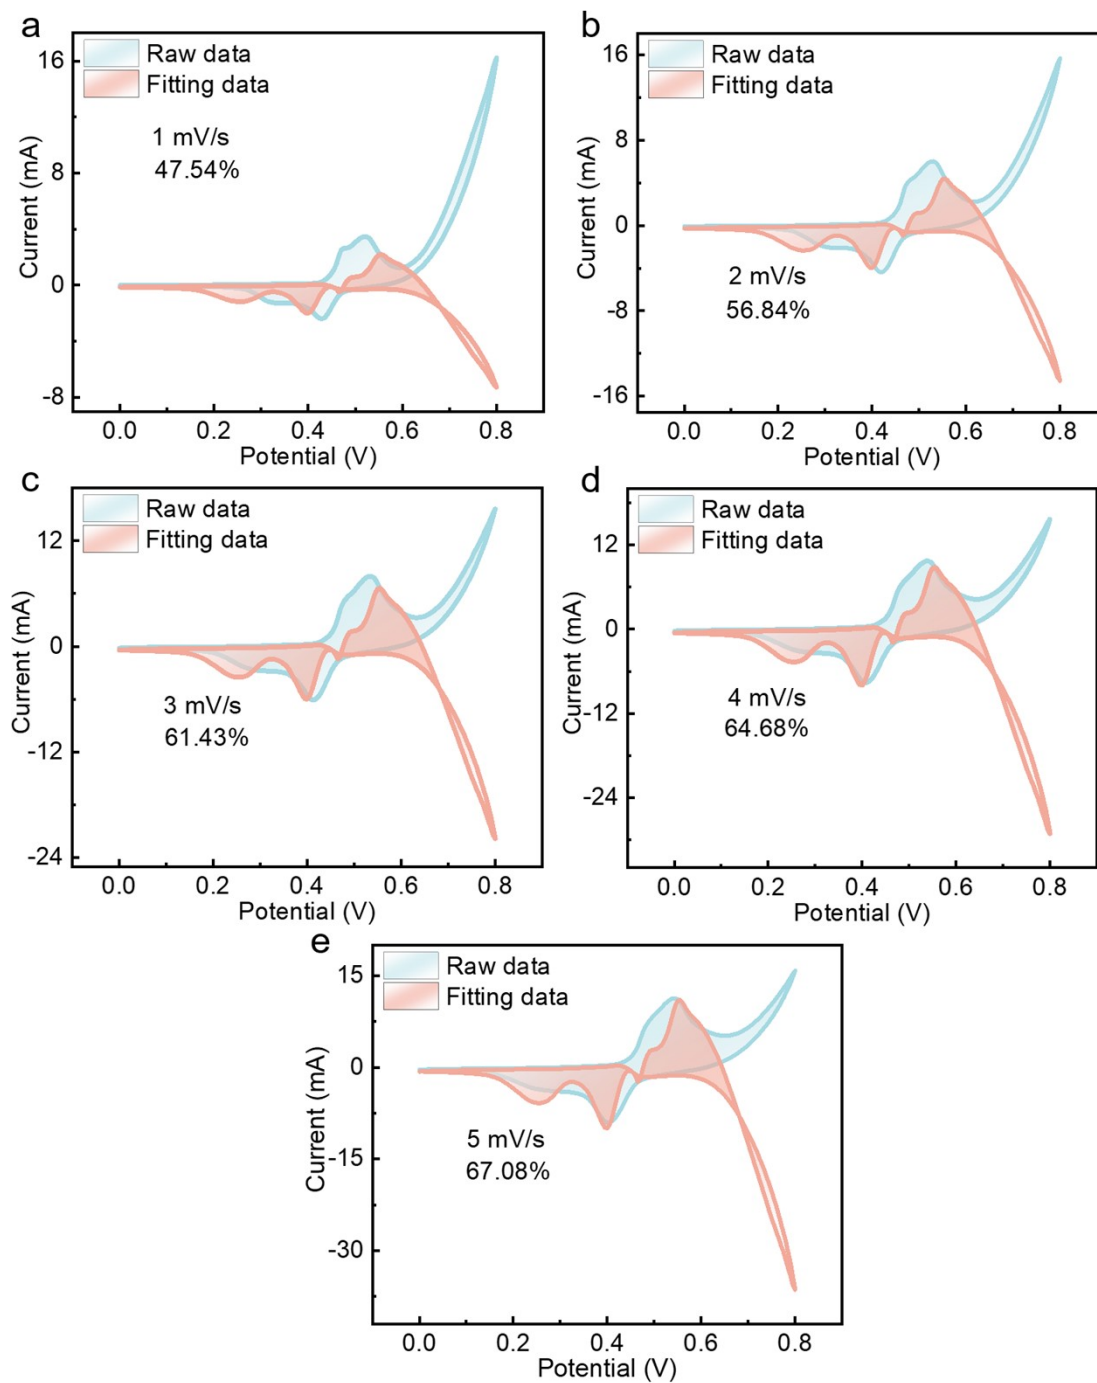 a
Raw data
Fitting data
1 mV/s
47.54%
16
8
0
-8
Current (mA)
0.0 0.2 0.4 0.6 0.8
Potential (V)
b
Raw data
Fitting data
2 mV/s
56.84%
16
8
0
-8
-16
Current (mA)
0.0 0.2 0.4 0.6 0.8
Potential (V)
c
Raw data
Fitting data
3 mV/s
61.43%
12
0
-12
-24
Current (mA)
0.0 0.2 0.4 0.6 0.8
Potential (V)
d
Raw data
Fitting data
4 mV/s
64.68%
12
0
-12
-24
Current (mA)
0.0 0.2 0.4 0.6 0.8
Potential (V)
e
Raw data
Fitting data
5 mV/s
67.08%
15
0
-15
-30
Current (mA)
0.0 0.2 0.4 0.6 0.8
Potential (V)